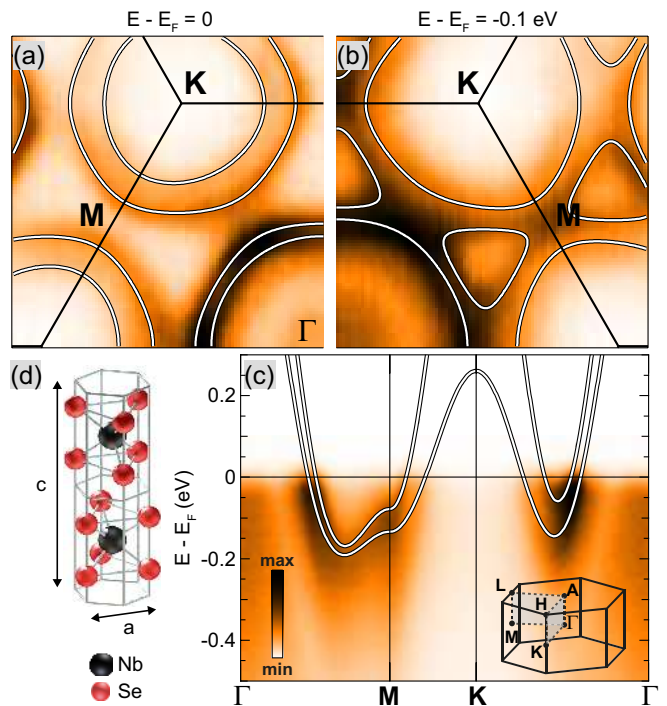 E - E_F = 0
E - E_F = -0.1 eV
(a)
K
M
Γ
(b)
K
M
(d)
c
a
Nb
Se
(c)
E - E_F (eV)
0.2
0
-0.2
-0.4
max
min
L
A
H
M
Γ
K
Γ
M
K
Γ